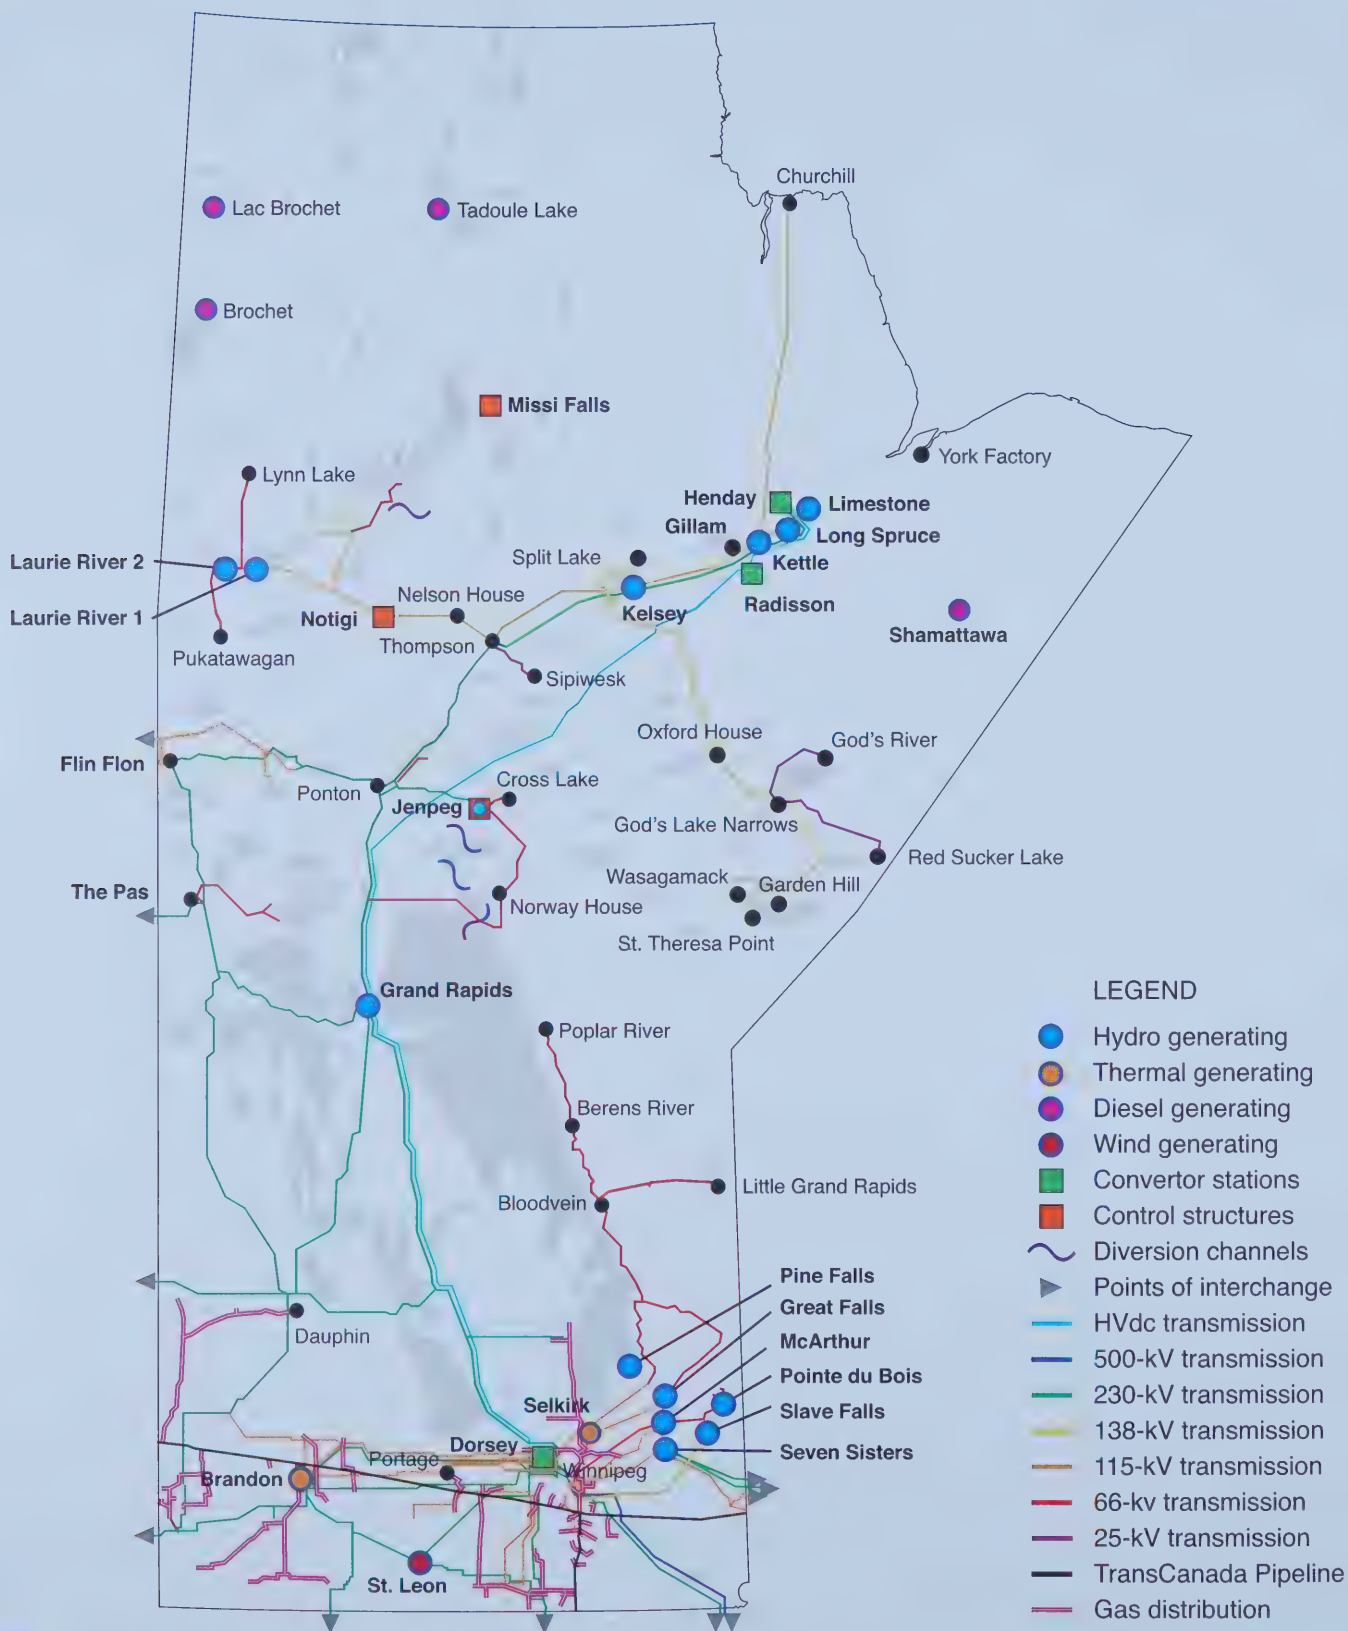 Churchill
Lac Brochet
Tadoule Lake
Brochet
Missi Falls
York Factory
Lynn Lake
Henday
Limestone
Gillam
Long Spruce
Split Lake
Kettle
Laurie River 2
Nelson House
Kelsey
Radisson
Laurie River 1
Notigi
Shamattawa
Thompson
Pukatawagan
Sipiwesk
Oxford House
God's River
Flin Flon
Ponton
Cross Lake
Jenpeg
God's Lake Narrows
Red Sucker Lake
Wasagamack
Garden Hill
The Pas
Norway House
St. Theresa Point
Grand Rapids
Poplar River
Berens River
Little Grand Rapids
Bloodvein
Pine Falls
Great Falls
Dauphin
McArthur
Pointe du Bois
Selkirk
Slave Falls
Dorsey
Seven Sisters
Portage
Winnipeg
Brandon
St. Leon
LEGEND
Hydro generating
Thermal generating
Diesel generating
Wind generating
Convertor stations
Control structures
Diversion channels
Points of interchange
HVdc transmission
500-kV transmission
230-kV transmission
138-kV transmission
115-kV transmission
66-kv transmission
25-kV transmission
TransCanada Pipeline
Gas distribution